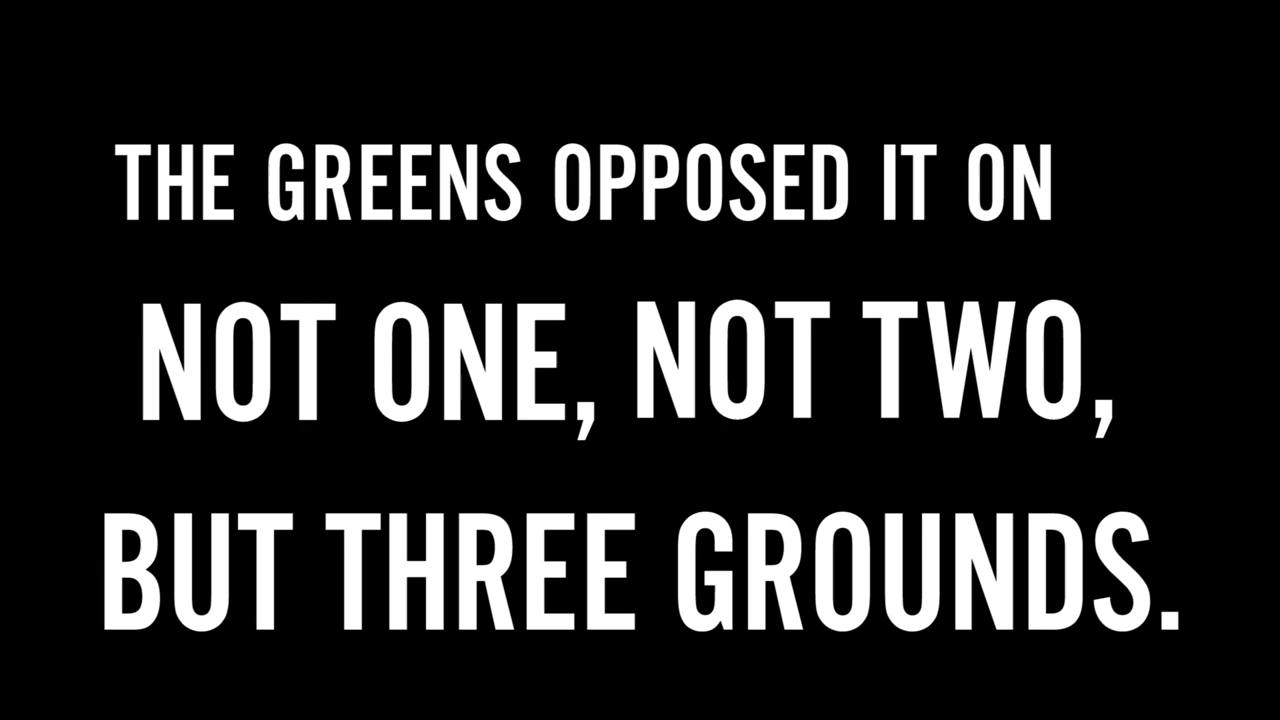 THE GREENS OPPOSED IT ON
NOT ONE, NOT TWO,
BUT THREE GROUNDS.